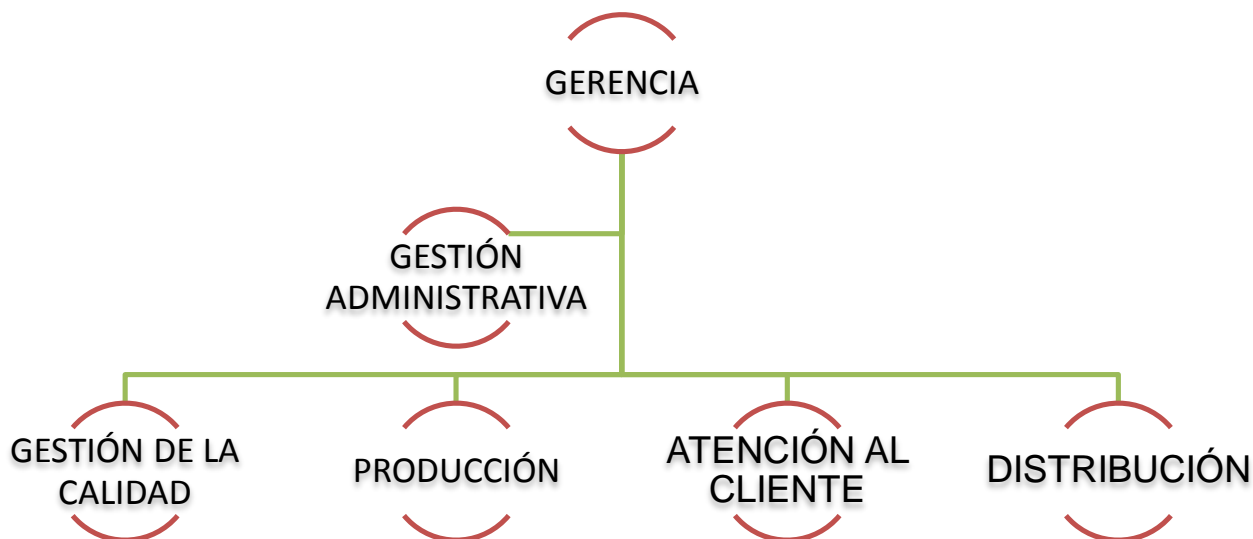 GERENCIA
GESTIÓN
ADMINISTRATIVA
GESTIÓN DE LA
CALIDAD
PRODUCCIÓN
ATENCIÓN AL
CLIENTE
DISTRIBUCIÓN